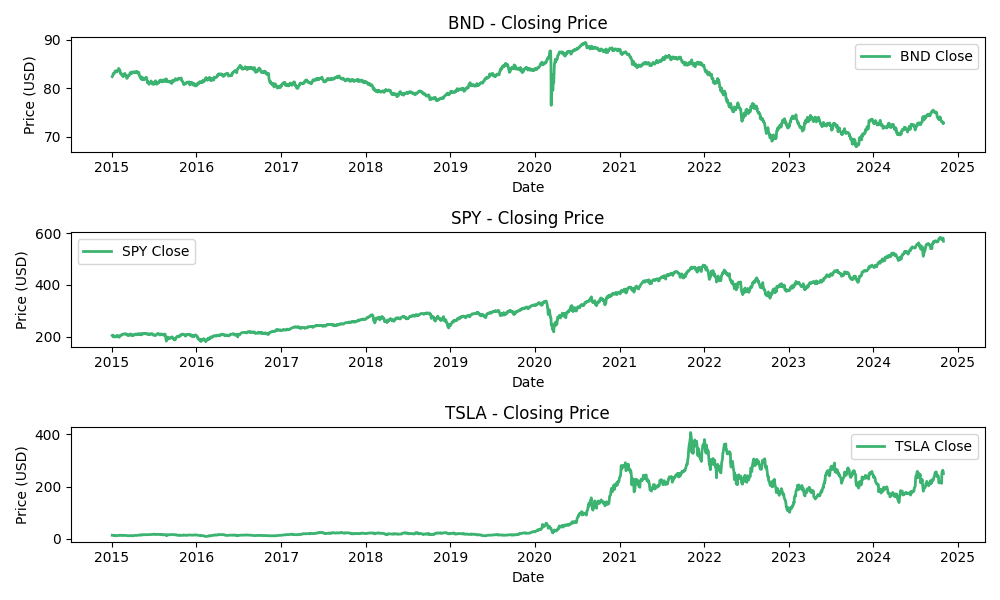 BND - Closing Price
90
80
70
Price (USD)
BND Close
2015 2016 2017 2018 2019 2020 2021 2022 2023 2024 2025
Date
SPY - Closing Price
600
400
200
Price (USD)
SPY Close
2015 2016 2017 2018 2019 2020 2021 2022 2023 2024 2025
Date
TSLA - Closing Price
400
200
0
Price (USD)
TSLA Close
2015 2016 2017 2018 2019 2020 2021 2022 2023 2024 2025
Date